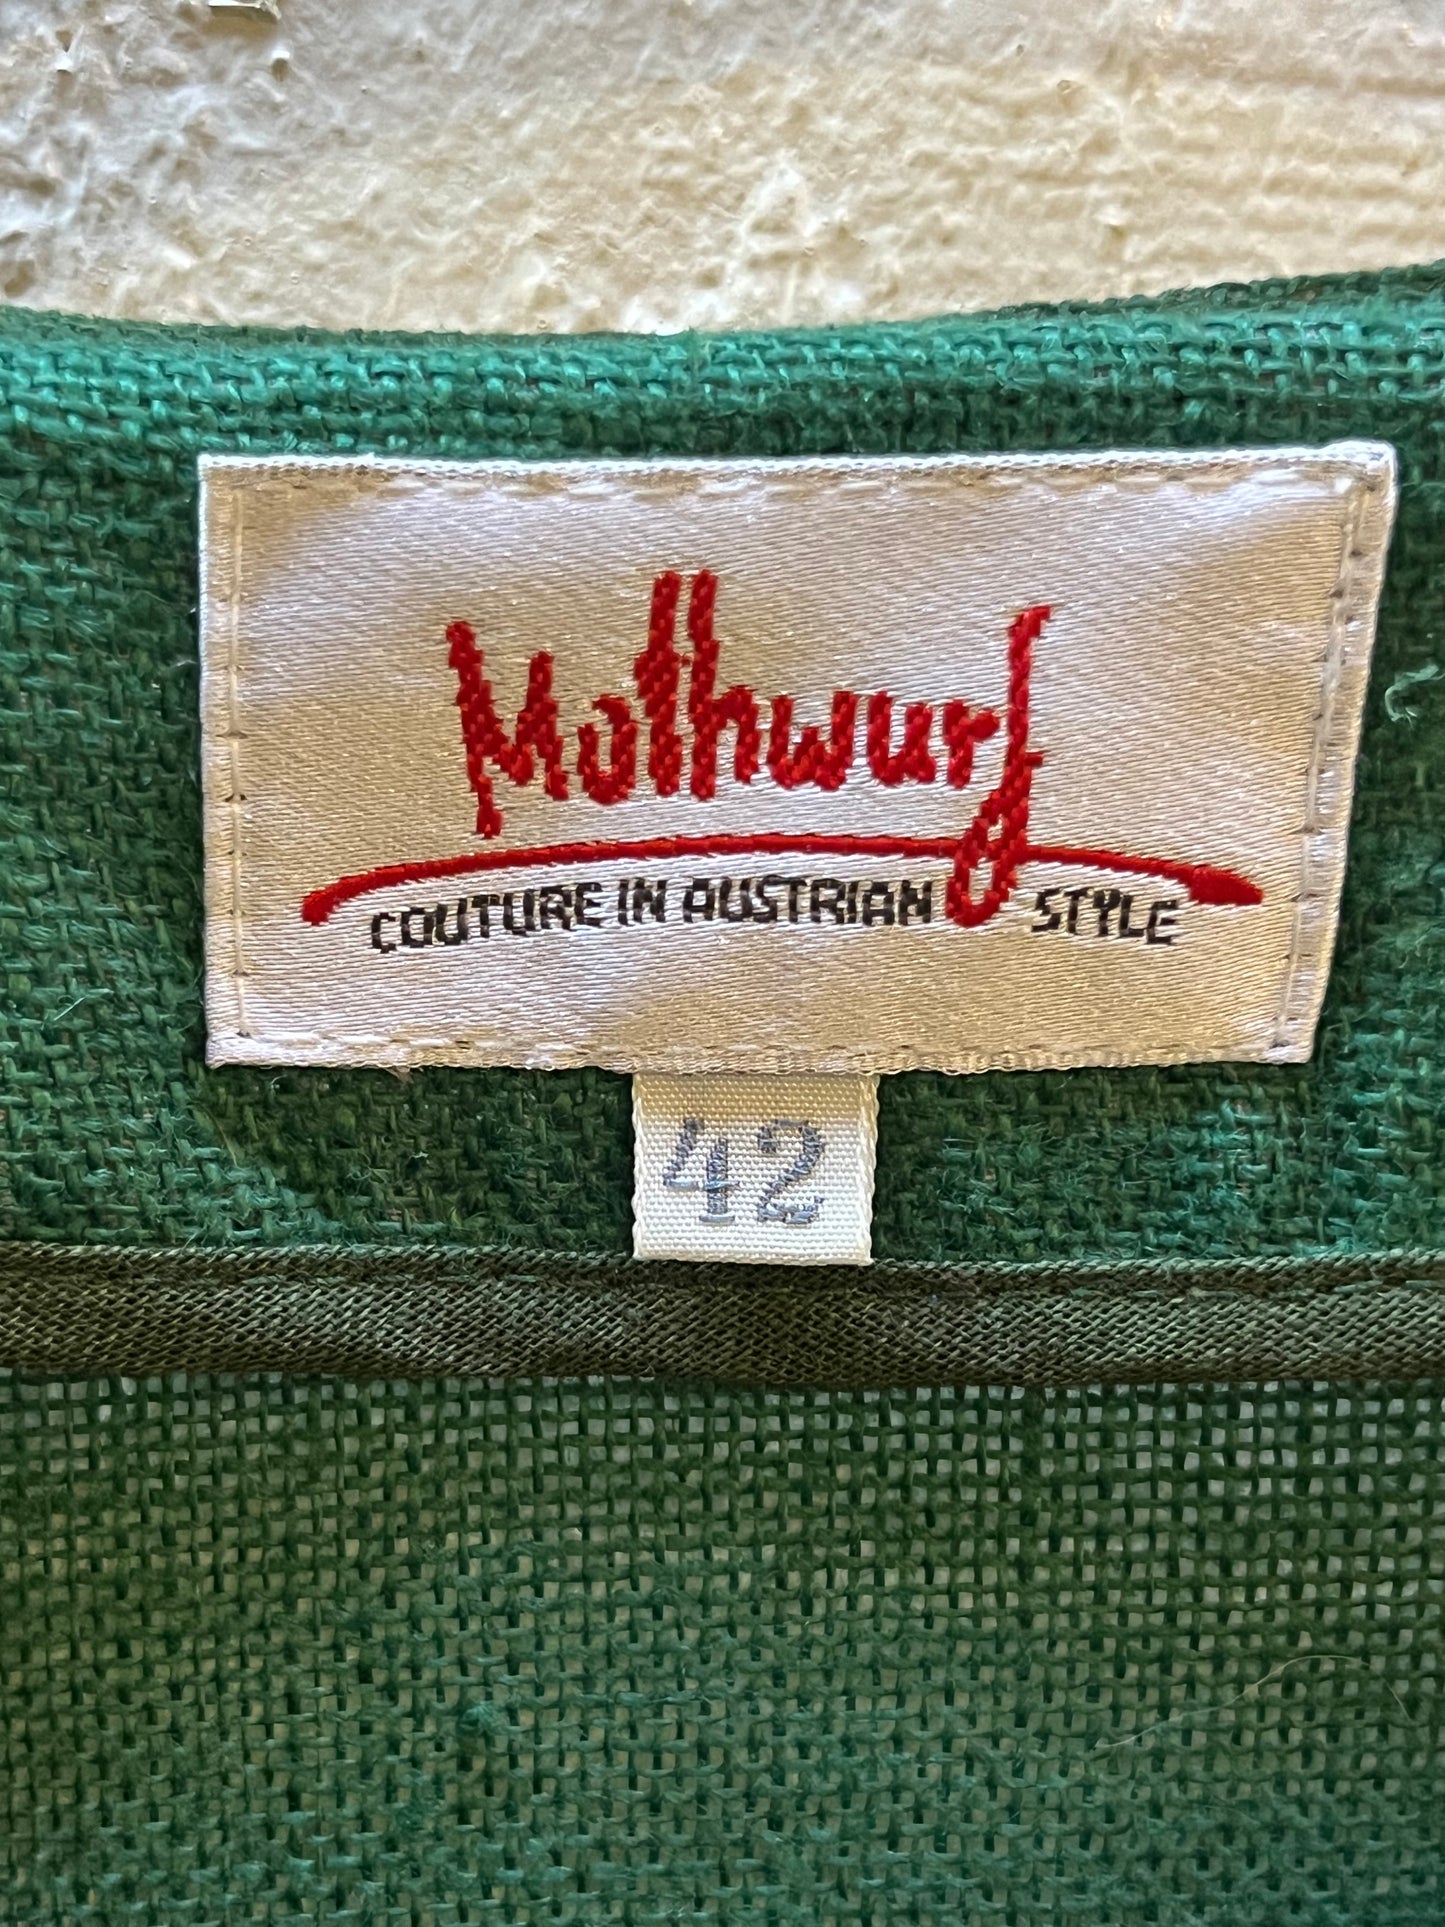 Mothwurf
COUTURE IN AUSTRIAN STYLE
42